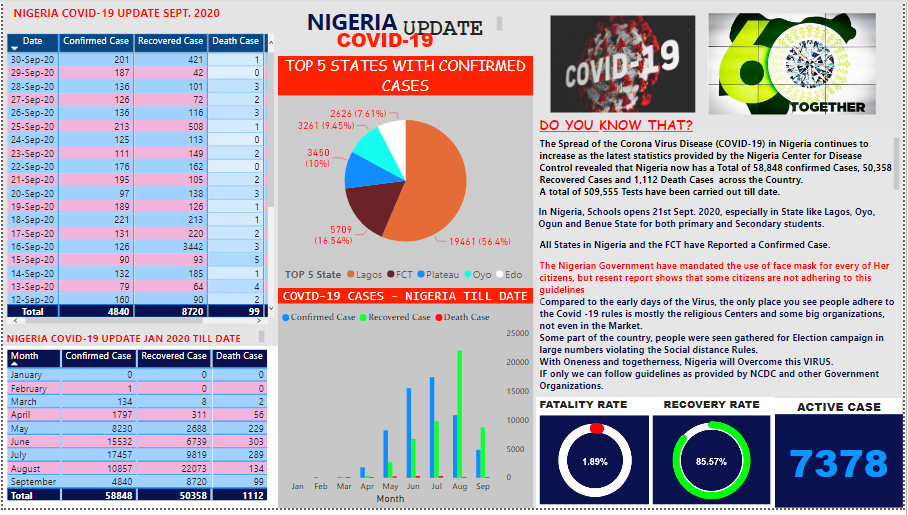 NIGERIA COVID-19 UPDATE SEPT. 2020
Date Confirmed Case Recovered Case Death Case
30-Sep-20 201 421 1
29-Sep-20 187 42 0
28-Sep-20 136 101 3
27-Sep-20 126 72 2
26-Sep-20 136 116 3
25-Sep-20 213 508 1
24-Sep-20 125 113 0
23-Sep-20 111 149 2
22-Sep-20 176 162 0
21-Sep-20 195 105 2
20-Sep-20 97 138 3
19-Sep-20 189 126 1
18-Sep-20 221 213 1
17-Sep-20 131 220 2
16-Sep-20 126 3442 3
15-Sep-20 90 93 5
14-Sep-20 132 185 1
13-Sep-20 79 64 4
12-Sep-20 160 90 2
Total 4840 8720 99
NIGERIA COVID-19 UPDATE JAN 2020 TILL DATE
Month Confirmed Case Recovered Case Death Case
January 0 0 0
February 1 0 0
March 134 8 2
April 1797 311 56
May 8230 2688 229
June 15532 6739 303
July 17457 9819 289
August 10857 22073 134
September 4840 8720 99
Total 58848 50358 1112
NIGERIA UPDATE
COVID-19
TOP 5 STATES WITH CONFIRMED
CASES
2626 (7.61%)
3261 (9.45%)
3450
(10%)
5709
(16.54%)
19461 (56.4%)
TOP 5 State Lagos FCT Plateau Oyo Edo
COVID-19 CASES - NIGERIA TILL DATE
Confirmed Case Recovered Case Death Case
25000
20000
15000
10000
5000
0
Jan Feb Mar Apr May Jun Jul Aug Sep
Month
COVID-19
60
TOGETHER
DO YOU KNOW THAT?
The Spread of the Corona Virus Disease (COVID-19) in Nigeria continues to
increase as the latest statistics provided by the Nigeria Center for Disease
Control revealed that Nigeria now has a Total of 58,848 confirmed Cases, 50,358
Recovered Cases and 1,112 Death Cases across the Country.
A total of 509,555 Tests have been carried out till date.
In Nigeria, Schools opens 21st Sept. 2020, especially in State like Lagos, Oyo,
Ogun and Benue State for both primary and Secondary students.
All States in Nigeria and the FCT have Reported a Confirmed Case.
The Nigerian Government have mandated the use of face mask for every of Her
citizens, but resent report shows that some citizens are not adhering to this
guidelines
Compared to the early days of the Virus, the only place you see people adhere to
the Covid -19 rules is mostly the religious Centers and some big organizations,
not even in the Market.
Some part of the country, people were seen gathered for Election campaign in
large numbers violating the Social distance Rules.
With Oneness and togetherness, Nigeria will Overcome this VIRUS.
IF only we can follow guidelines as provided by NCDC and other Government
Organizations.
FATALITY RATE
1.89%
RECOVERY RATE
85.57%
ACTIVE CASE
7378